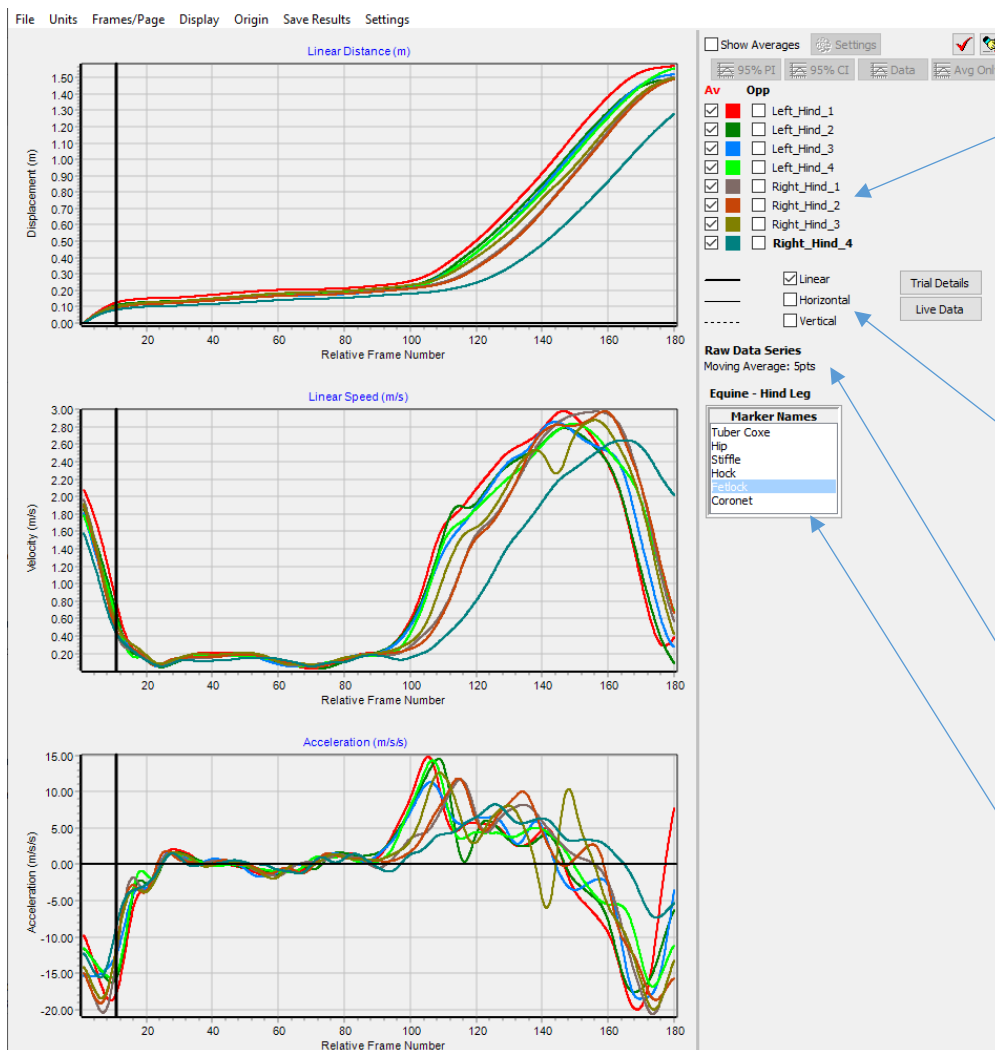 File Units Frames/Page Display Origin Save Results Settings
Linear Distance (m)
Displacement (m)
1.50
1.40
1.30
1.20
1.10
1.00
0.90
0.80
0.70
0.60
0.50
0.40
0.30
0.20
0.10
0.00
20 40 60 80 100 120 140 160 180
Relative Frame Number
Linear Speed (m/s)
Velocity (m/s)
3.00
2.80
2.60
2.40
2.20
2.00
1.80
1.60
1.40
1.20
1.00
0.80
0.60
0.40
0.20
20 40 60 80 100 120 140 160 180
Relative Frame Number
Acceleration (m/s/s)
Acceleration (m/s/s)
15.00
10.00
5.00
0.00
-5.00
-10.00
-15.00
-20.00
20 40 60 80 100 120 140 160 180
Relative Frame Number
Show Averages Settings
95% PI 95% CI Data Avg Onl
Av Opp
Left_Hind_1
Left_Hind_2
Left_Hind_3
Left_Hind_4
Right_Hind_1
Right_Hind_2
Right_Hind_3
Right_Hind_4
Linear
Horizontal
Vertical
Trial Details
Live Data
Raw Data Series
Moving Average: 5pts
Equine - Hind Leg
Marker Names
Tuber Coxe
Hip
Stiffle
Hock
Fetlock
Coronet